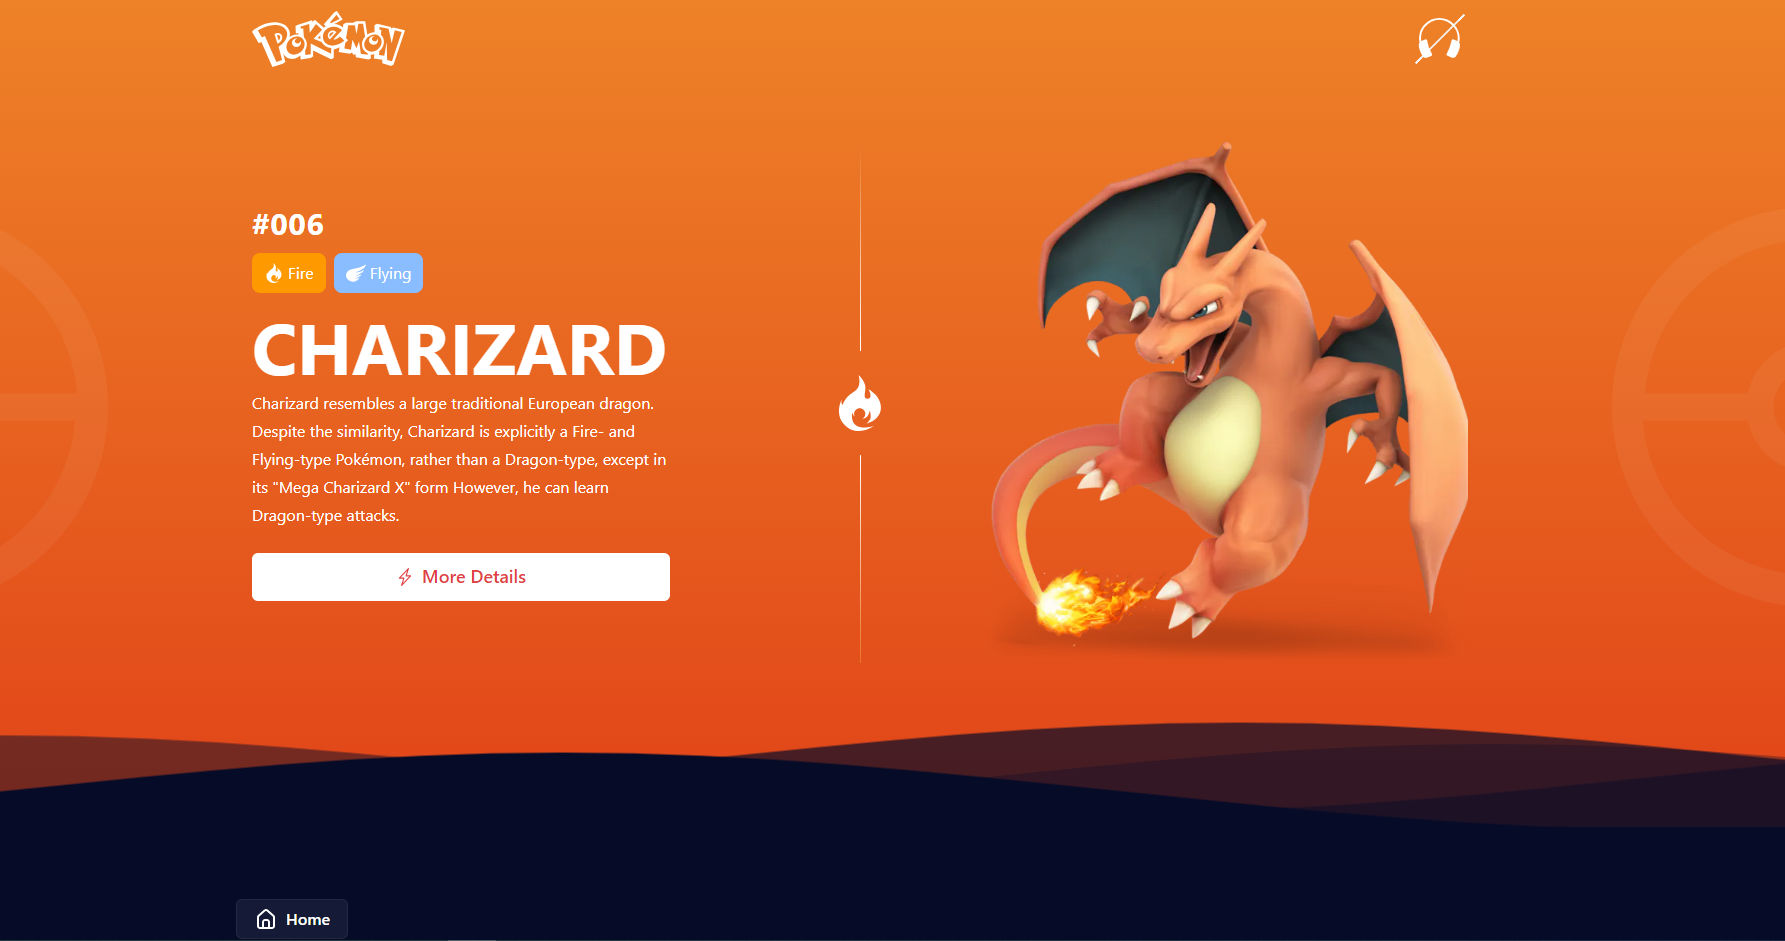 Pokémon
#006
Fire Flying
CHARIZARD
Charizard resembles a large traditional European dragon.
Despite the similarity, Charizard is explicitly a Fire- and
Flying-type Pokémon, rather than a Dragon-type, except in
its "Mega Charizard X" form However, he can learn
Dragon-type attacks.
More Details
Home